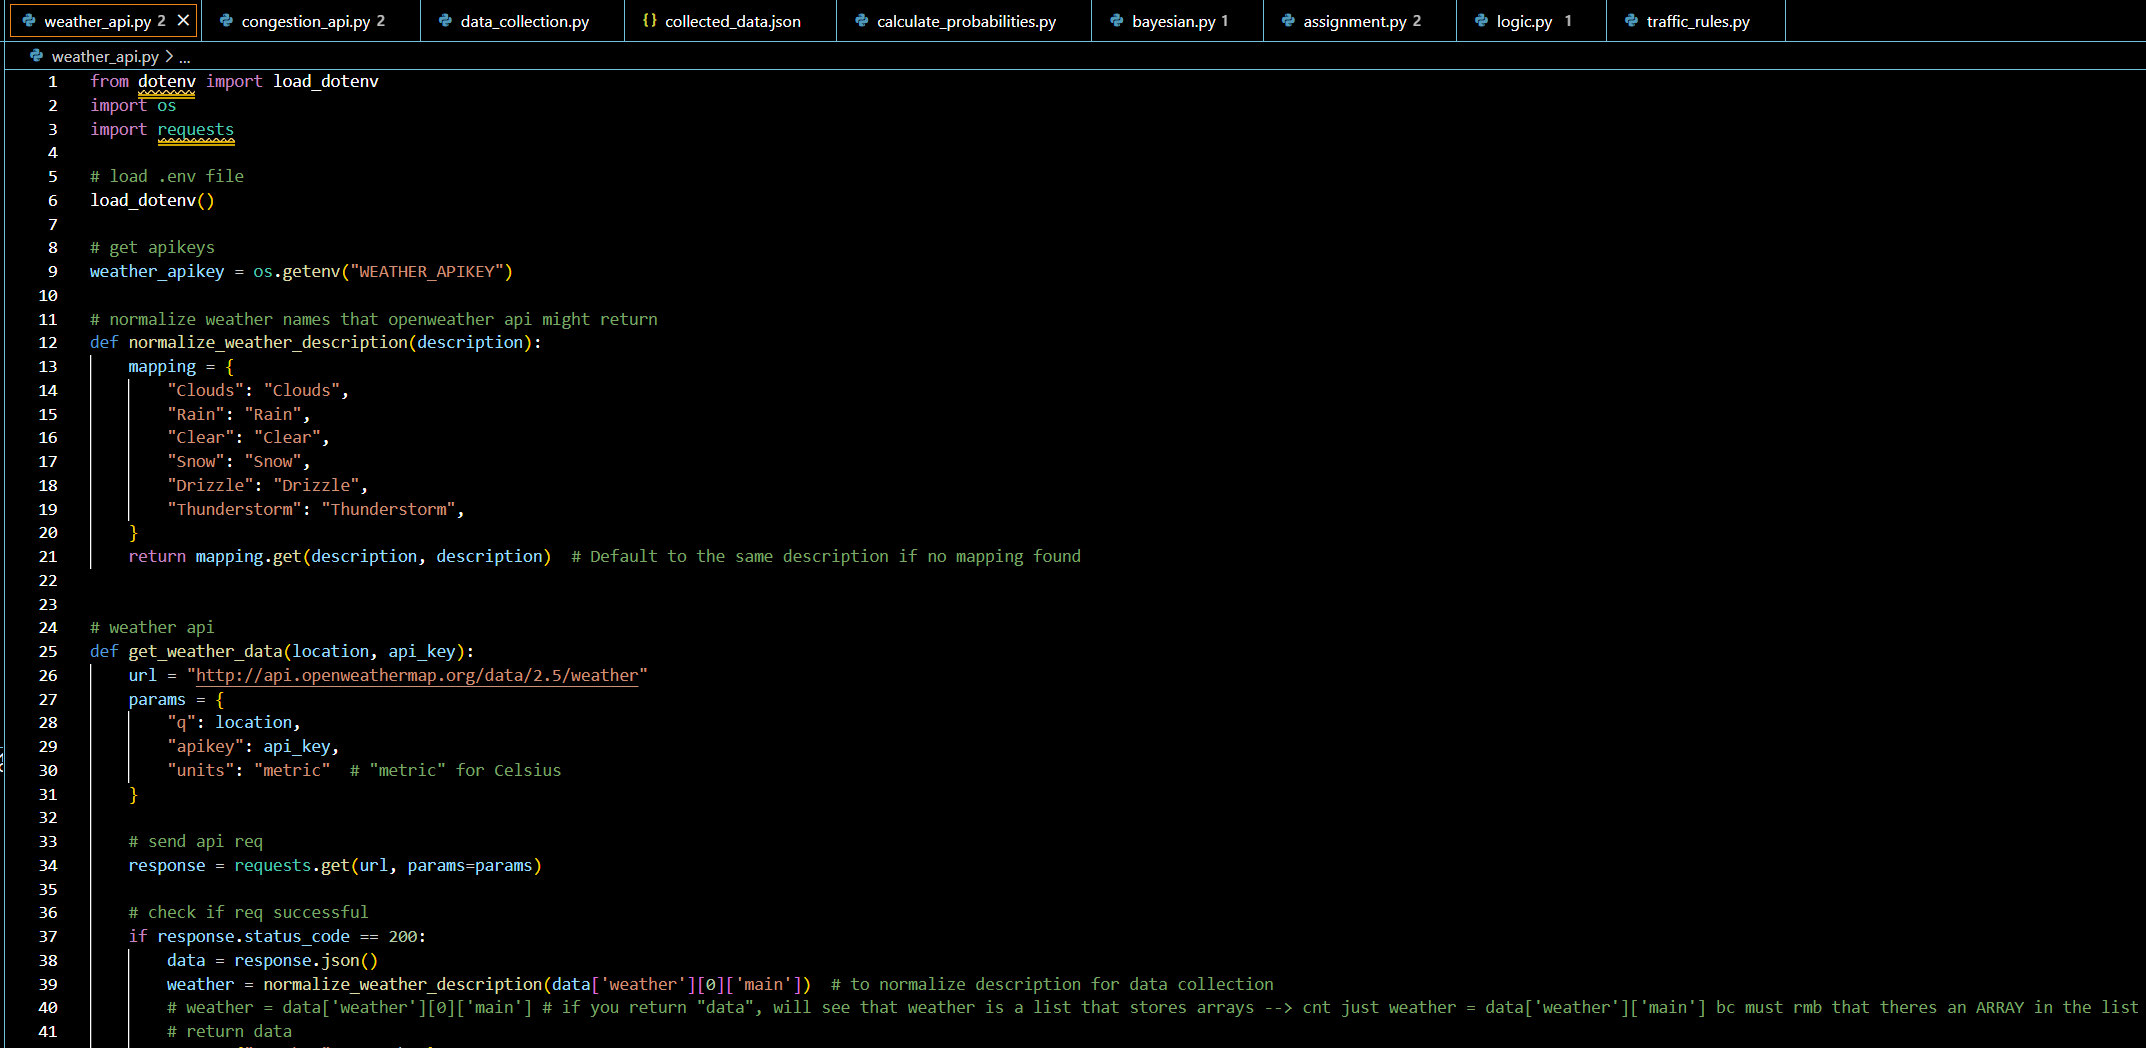 weather_api.py 2 congestion_api.py 2 data_collection.py {} collected_data.json calculate_probabilities.py bayesian.py 1 assignment.py 2 logic.py 1 traffic_rules.py
weather_api.py > ...
1 from dotenv import load_dotenv
2 import os
3 import requests
4
5 # load .env file
6 load_dotenv()
7
8 # get apikeys
9 weather_apikey = os.getenv("WEATHER_APIKEY")
10
11 # normalize weather names that openweather api might return
12 def normalize_weather_description(description):
13 mapping = {
14 "Clouds": "Clouds",
15 "Rain": "Rain",
16 "Clear": "Clear",
17 "Snow": "Snow",
18 "Drizzle": "Drizzle",
19 "Thunderstorm": "Thunderstorm",
20 }
21 return mapping.get(description, description) # Default to the same description if no mapping found
22
23
24 # weather api
25 def get_weather_data(location, api_key):
26 url = "http://api.openweathermap.org/data/2.5/weather"
27 params = {
28 "q": location,
29 "apikey": api_key,
30 "units": "metric" # "metric" for Celsius
31 }
32
33 # send api req
34 response = requests.get(url, params=params)
35
36 # check if req successful
37 if response.status_code == 200:
38 data = response.json()
39 weather = normalize_weather_description(data['weather'][0]['main']) # to normalize description for data collection
40 # weather = data['weather'][0]['main'] # if you return "data", will see that weather is a list that stores arrays --> cnt just weather = data['weather']['main'] bc must rmb that theres an ARRAY in the list
41 # return data